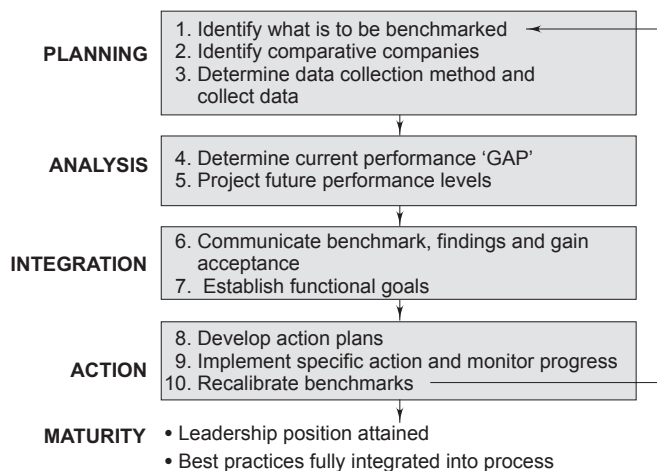 PLANNING
1. Identify what is to be benchmarked
2. Identify comparative companies
3. Determine data collection method and
collect data
ANALYSIS
4. Determine current performance ‘GAP’
5. Project future performance levels
INTEGRATION
6. Communicate benchmark, findings and gain
acceptance
7. Establish functional goals
ACTION
8. Develop action plans
9. Implement specific action and monitor progress
10. Recalibrate benchmarks
MATURITY
• Leadership position attained
• Best practices fully integrated into process